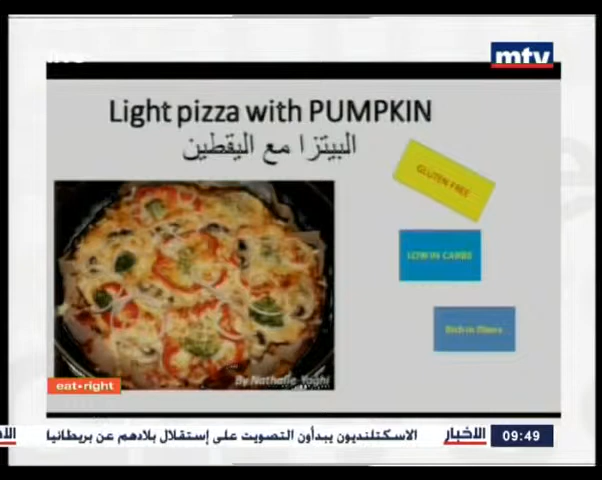 live
mtv
Light pizza with PUMPKIN
البيتزا مع اليقطين
GLUTEN FREE
LOW IN CARBS
Rich in fibers
By Nathalie Yaghi
eat•right
الاسكتلنديون يبدأون التصويت على إستقلال بلادهم عن بريطانيا
الأخبار
09:49